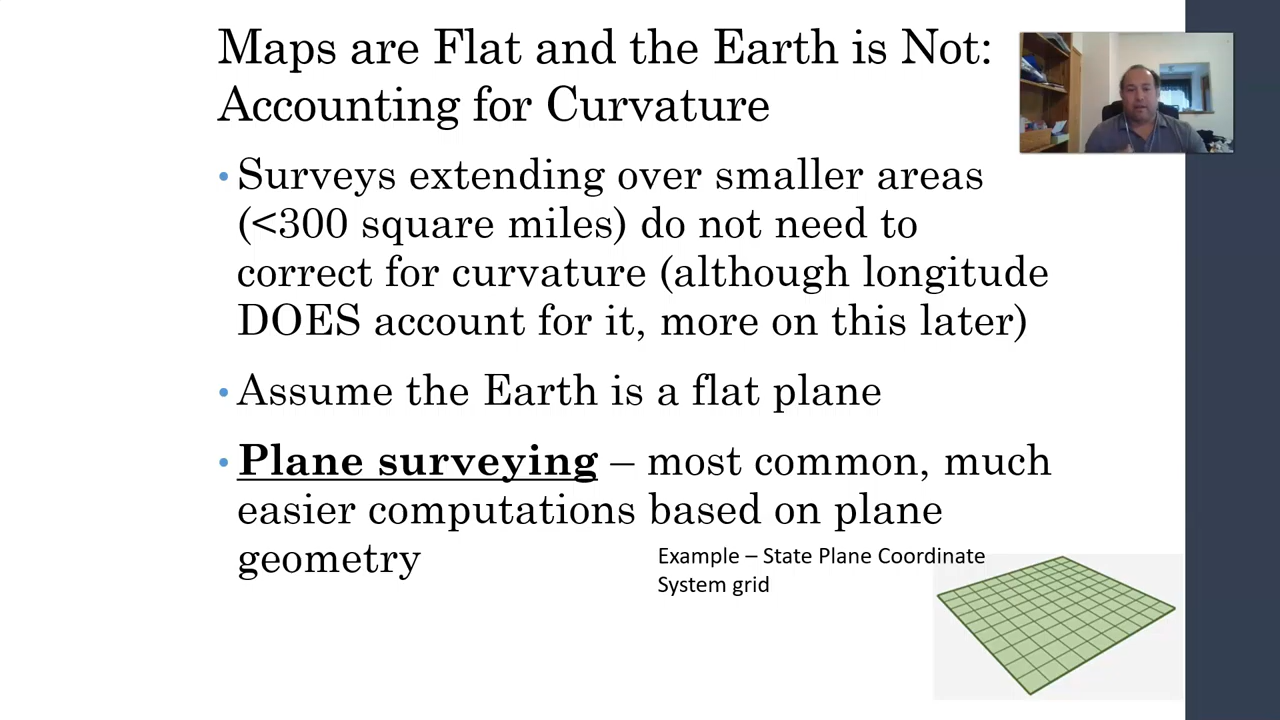 Maps are Flat and the Earth is Not:
Accounting for Curvature
• Surveys extending over smaller areas
(<300 square miles) do not need to
correct for curvature (although longitude
DOES account for it, more on this later)
• Assume the Earth is a flat plane
• Plane surveying – most common, much
easier computations based on plane
geometry
Example – State Plane Coordinate
System grid